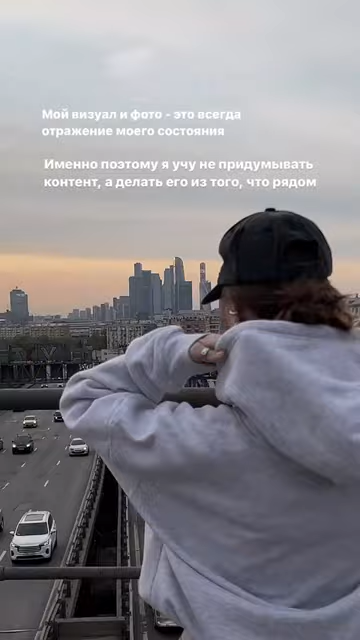 Мой визуал и фото - это всегда
отражение моего состояния
Именно поэтому я учу не придумывать
контент, а делать его из того, что рядом